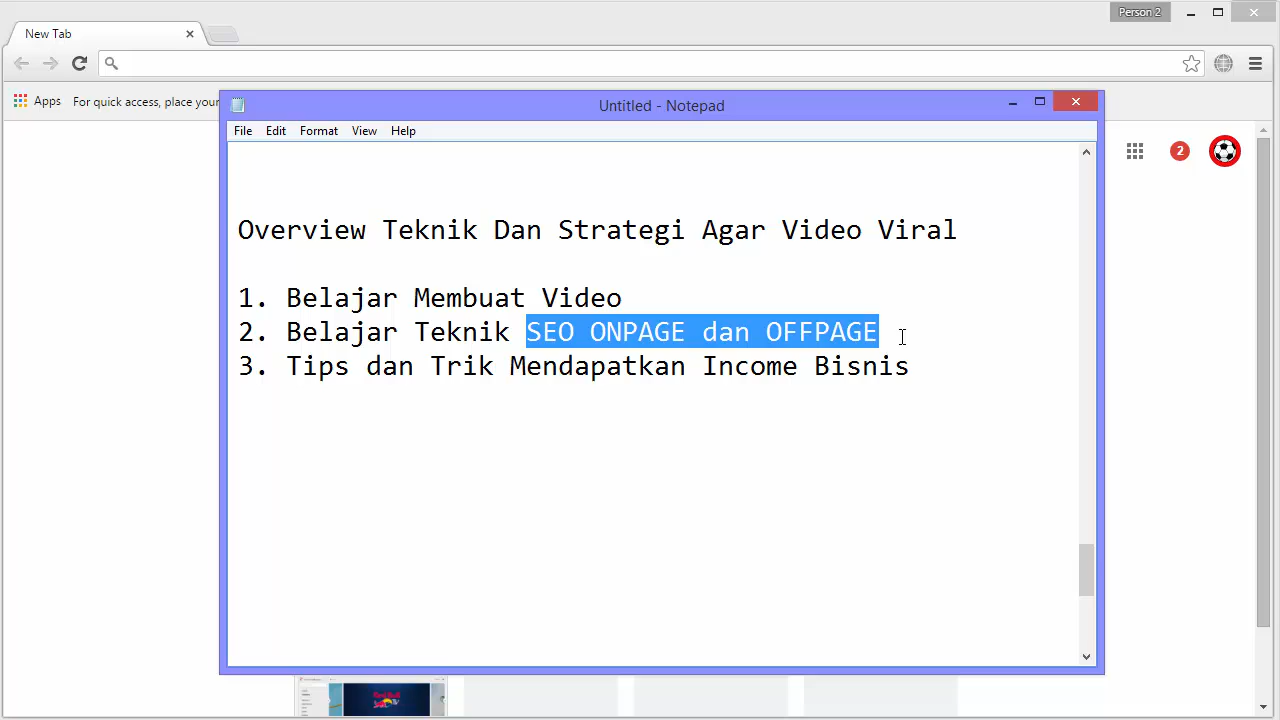 Person 2
New Tab
Apps For quick access, place your
Untitled - Notepad
File Edit Format View Help
2
Overview Teknik Dan Strategi Agar Video Viral
1. Belajar Membuat Video
2. Belajar Teknik SEO ONPAGE dan OFFPAGE
3. Tips dan Trik Mendapatkan Income Bisnis
Red Bull